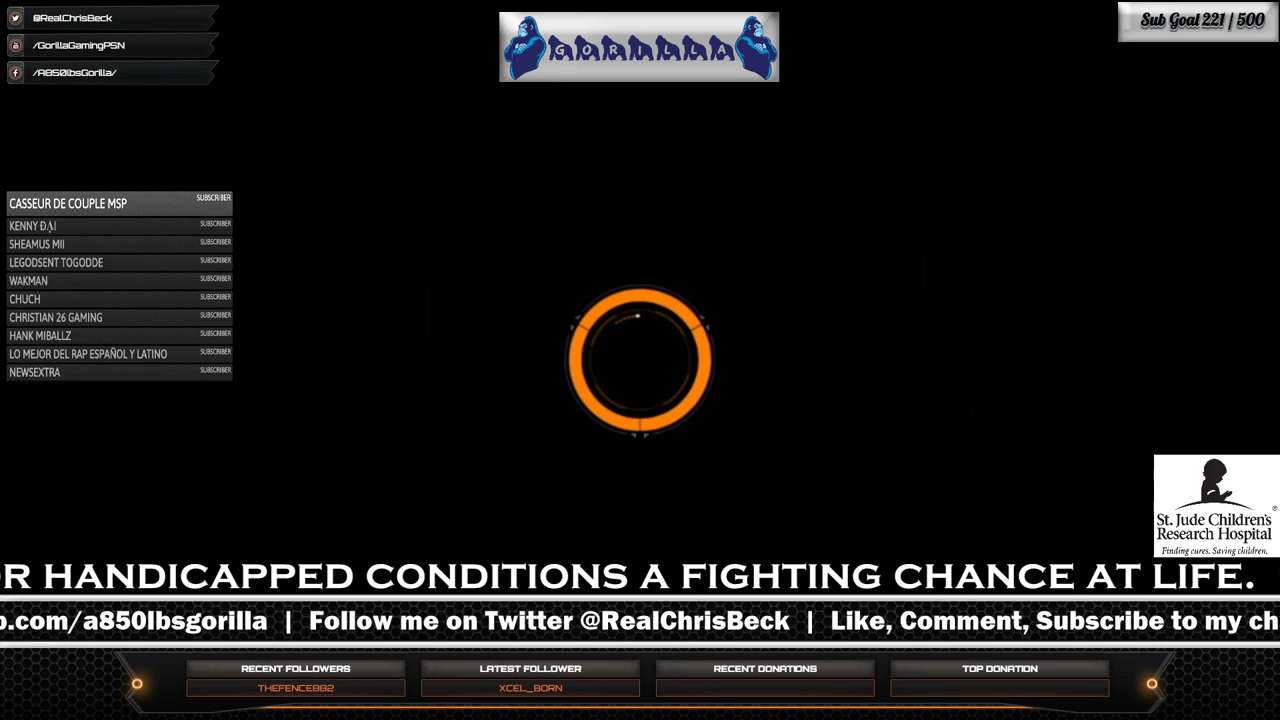 @RealChrisBeck
/GorillaGamingPSN
/A850lbsGorilla/
GORILLA
Sub Goal 221 / 500
CASSEUR DE COUPLE MSP SUBSCRIBER
KENNY ĐẠI SUBSCRIBER
SHEAMUS MII SUBSCRIBER
LEGODSENT TOGODDE SUBSCRIBER
WAKMAN SUBSCRIBER
CHUCH SUBSCRIBER
CHRISTIAN 26 GAMING SUBSCRIBER
HANK MIBALLZ SUBSCRIBER
LO MEJOR DEL RAP ESPAÑOL Y LATINO SUBSCRIBER
NEWSEXTRA SUBSCRIBER
St. Jude Children's
Research Hospital
Finding cures. Saving children.
OR HANDICAPPED CONDITIONS A FIGHTING CHANCE AT LIFE.
p.com/a850lbsgorilla | Follow me on Twitter @RealChrisBeck | Like, Comment, Subscribe to my ch
RECENT FOLLOWERS LATEST FOLLOWER RECENT DONATIONS TOP DONATION
THEFENCE882 XCEL_BORN